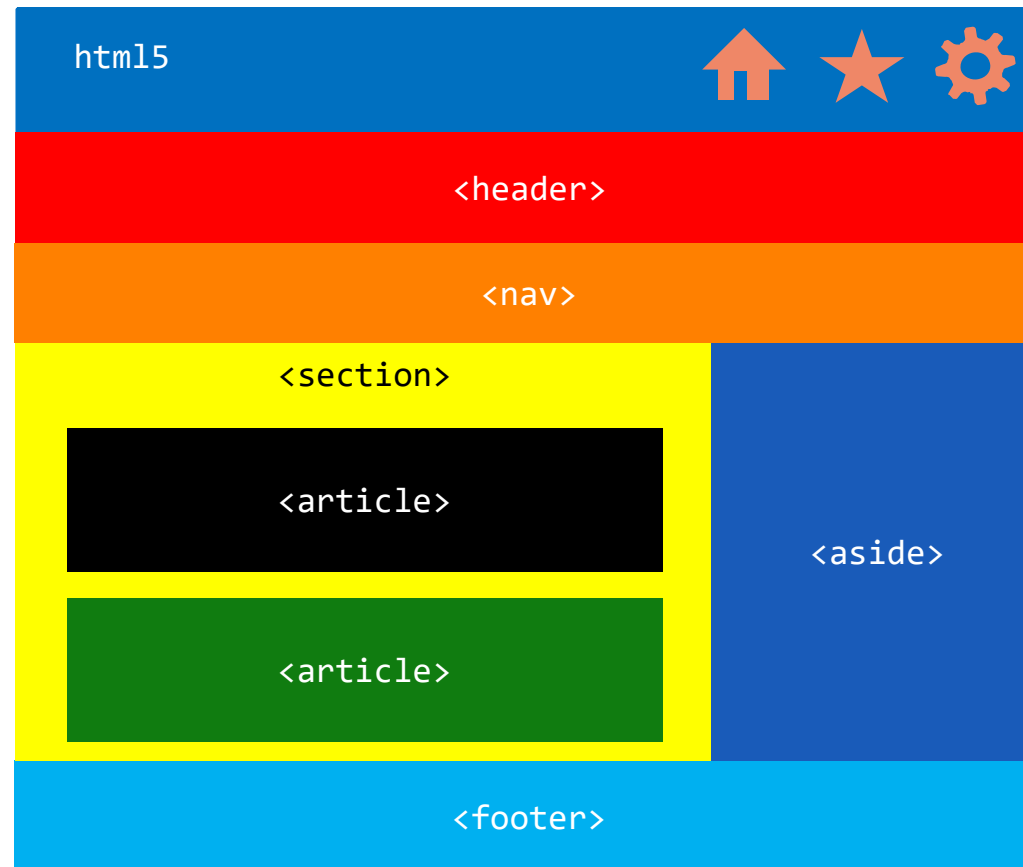 html5
<header>
<nav>
<section>
<article>
<aside>
<article>
<footer>